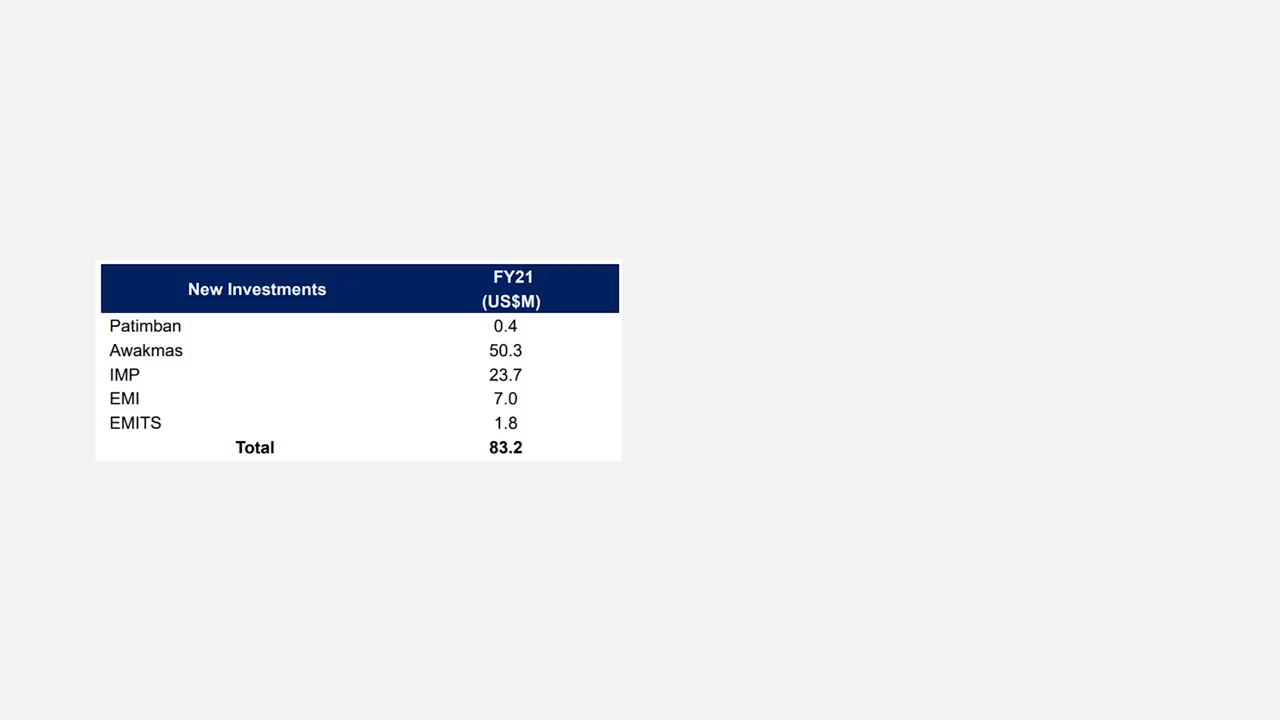 New Investments FY21 (US$M)
Patimban 0.4
Awakmas 50.3
IMP 23.7
EMI 7.0
EMITS 1.8
Total 83.2